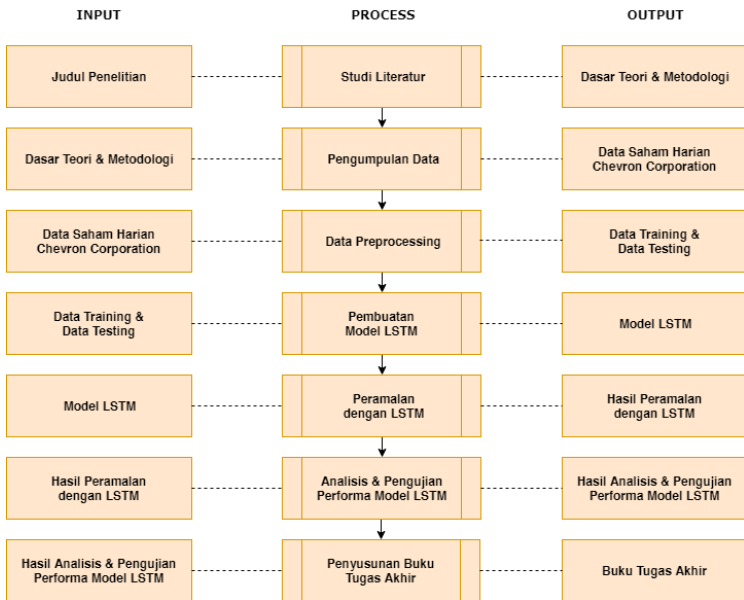 INPUT
PROCESS
OUTPUT
Judul Penelitian
Studi Literatur
Dasar Teori & Metodologi
Dasar Teori & Metodologi
Pengumpulan Data
Data Saham Harian
Chevron Corporation
Data Saham Harian
Chevron Corporation
Data Preprocessing
Data Training &
Data Testing
Data Training &
Data Testing
Pembuatan
Model LSTM
Model LSTM
Model LSTM
Peramalan
dengan LSTM
Hasil Peramalan
dengan LSTM
Hasil Peramalan
dengan LSTM
Analisis & Pengujian
Performa Model LSTM
Hasil Analisis & Pengujian
Performa Model LSTM
Hasil Analisis & Pengujian
Performa Model LSTM
Penyusunan Buku
Tugas Akhir
Buku Tugas Akhir